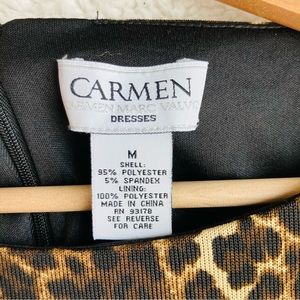 CARMEN
CARMEN MARC VALVO
DRESSES
M
SHELL:
95% POLYESTER
5% SPANDEX
LINING:
100% POLYESTER
MADE IN CHINA
RN 93178
SEE REVERSE
FOR CARE